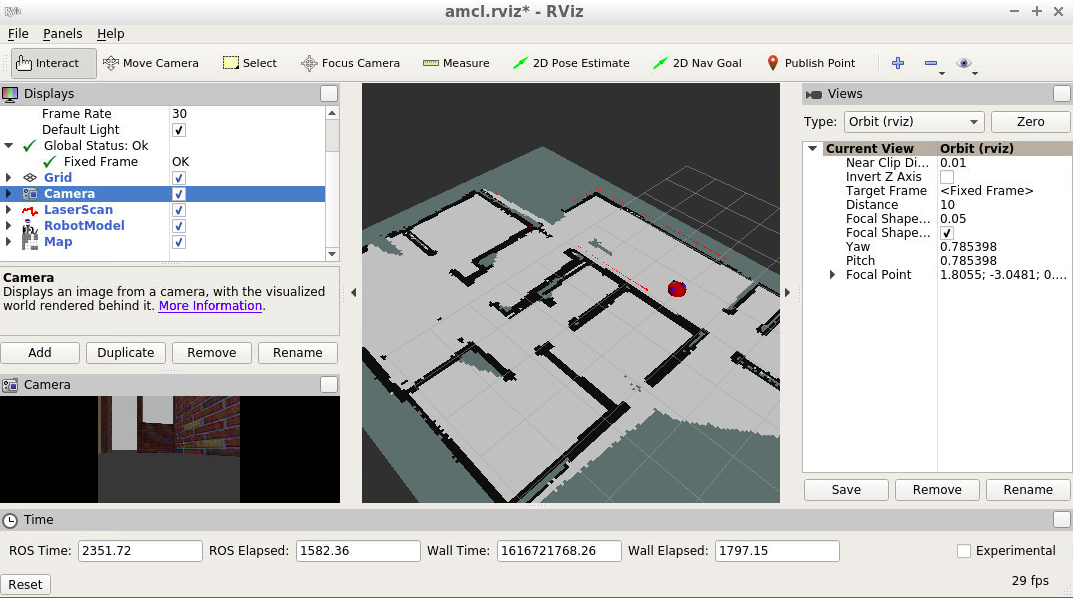 amcl.rviz* - RViz
File Panels Help
Interact Move Camera Select Focus Camera Measure 2D Pose Estimate 2D Nav Goal Publish Point
Displays
Frame Rate 30
Default Light
Global Status: Ok
Fixed Frame OK
Grid
Camera
LaserScan
RobotModel
Map
Camera
Displays an image from a camera, with the visualized
world rendered behind it. More Information.
Add Duplicate Remove Rename
Camera
Views
Type: Orbit (rviz) Zero
Current View Orbit (rviz)
Near Clip Di... 0.01
Invert Z Axis
Target Frame <Fixed Frame>
Distance 10
Focal Shape... 0.05
Focal Shape...
Yaw 0.785398
Pitch 0.785398
Focal Point 1.8055; -3.0481; 0....
Save Remove Rename
Time
ROS Time: 2351.72 ROS Elapsed: 1582.36 Wall Time: 1616721768.26 Wall Elapsed: 1797.15 Experimental
Reset 29 fps